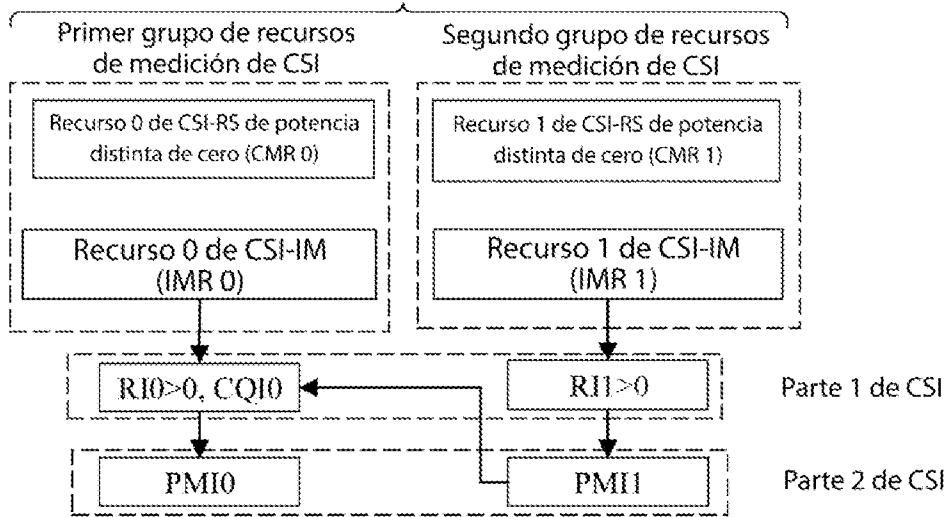 Primer grupo de recursos
de medición de CSI
Segundo grupo de recursos
de medición de CSI
Recurso 0 de CSI-RS de potencia
distinta de cero (CMR 0)
Recurso 1 de CSI-RS de potencia
distinta de cero (CMR 1)
Recurso 0 de CSI-IM
(IMR 0)
Recurso 1 de CSI-IM
(IMR 1)
RI0>0, CQI0
RI1>0
Parte 1 de CSI
PMI0
PMI1
Parte 2 de CSI